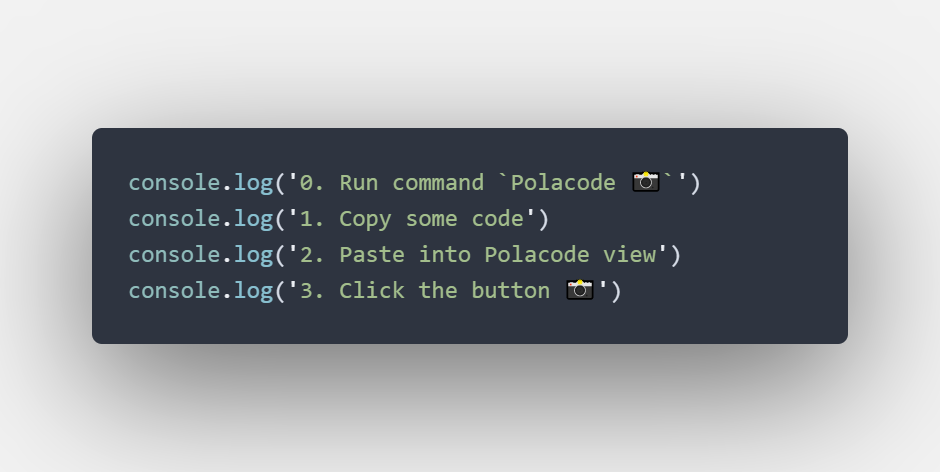 console.log('0. Run command `Polacode 📸`')
console.log('1. Copy some code')
console.log('2. Paste into Polacode view')
console.log('3. Click the button 📸')